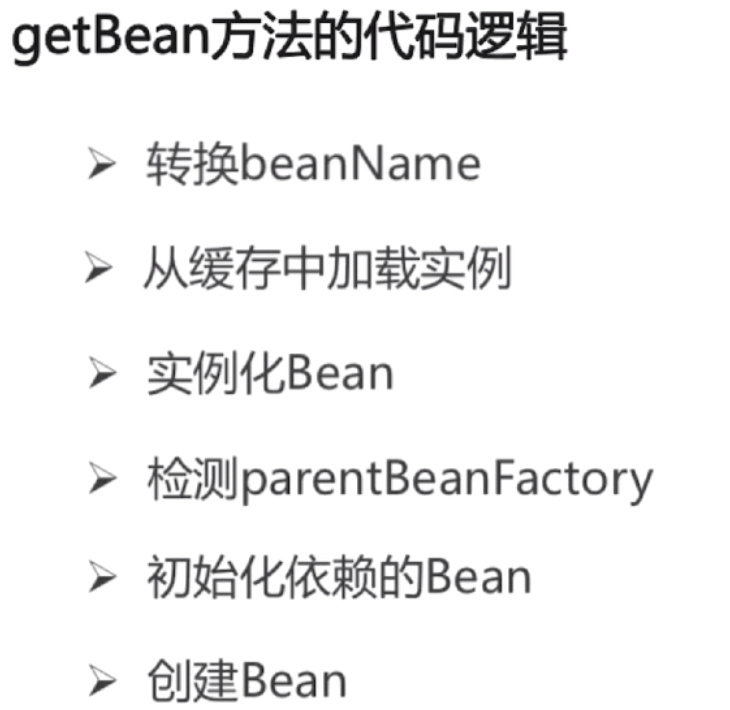 getBean方法的代码逻辑
转换beanName
从缓存中加载实例
实例化Bean
检测parentBeanFactory
初始化依赖的Bean
创建Bean